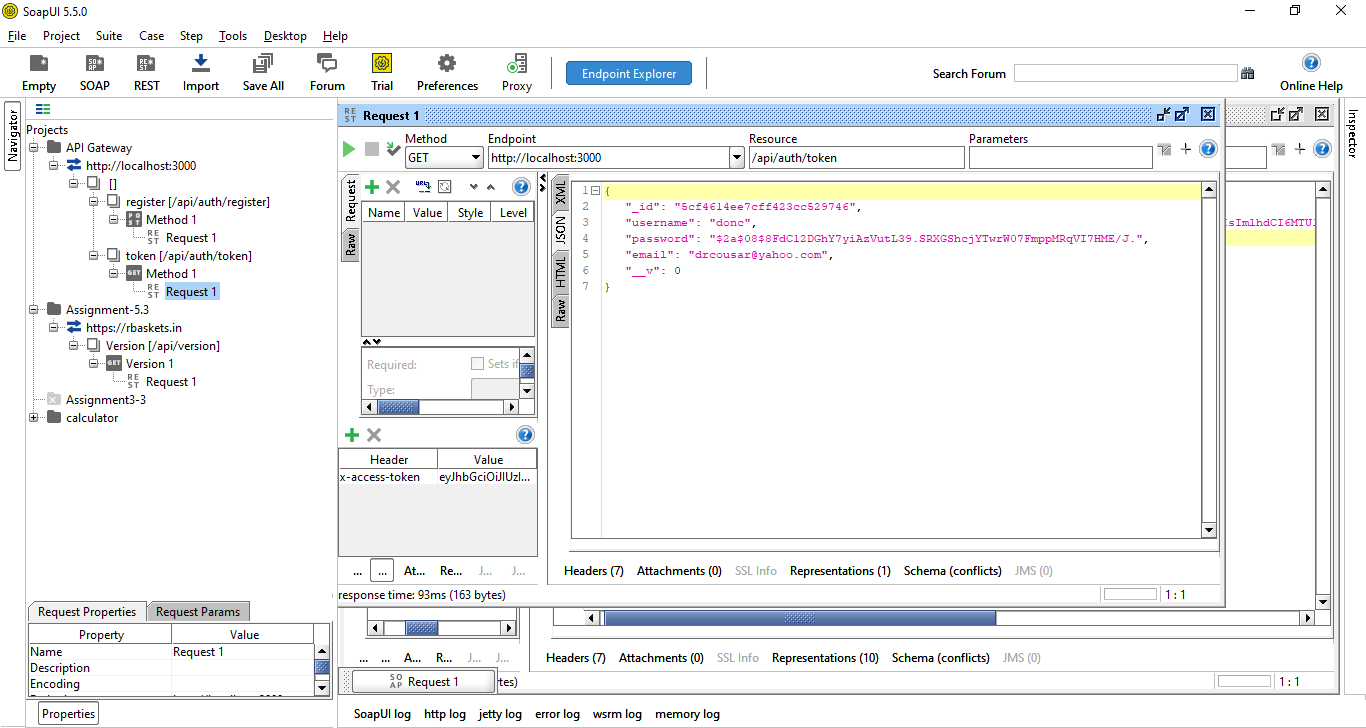 SoapUI 5.5.0
File Project Suite Case Step Tools Desktop Help
Empty SOAP REST Import Save All Forum Trial Preferences Proxy Endpoint Explorer Search Forum Online Help
Navigator
Inspector
Projects
API Gateway
http://localhost:3000
[]
register [/api/auth/register]
Method 1
Request 1
token [/api/auth/token]
Method 1
Request 1
Assignment-5.3
https://rbaskets.in
Version [/api/version]
Version 1
Request 1
Assignment3-3
calculator
Request Properties Request Params
Property Value
Name Request 1
Description
Encoding
Properties
Request 1
Method Endpoint Resource Parameters
GET http://localhost:3000 /api/auth/token
Request
Raw
Name Value Style Level
Required: Sets if
Type:
Header Value
x-access-token eyJhbGciOiJIUzI...
... ... At... Re... J... J...
XML
JSON
HTML
Raw
1 {
2 "_id": "5cf4614ee7cff423cc529746",
3 "username": "donc",
4 "password": "$2a$08$8FdC12DGhY7yiAzVutL39.SRXGShcjYTwrW07FmppMRqVI7HME/J.",
5 "email": "drcousar@yahoo.com",
6 "__v": 0
7 }
Headers (7) Attachments (0) SSL Info Representations (1) Schema (conflicts) JMS (0)
response time: 93ms (163 bytes) 1 : 1
... ... A... R... J... J...
Headers (7) Attachments (0) SSL Info Representations (10) Schema (conflicts) JMS (0)
Request 1 tes) 1 : 1
SoapUI log http log jetty log error log wsrm log memory log